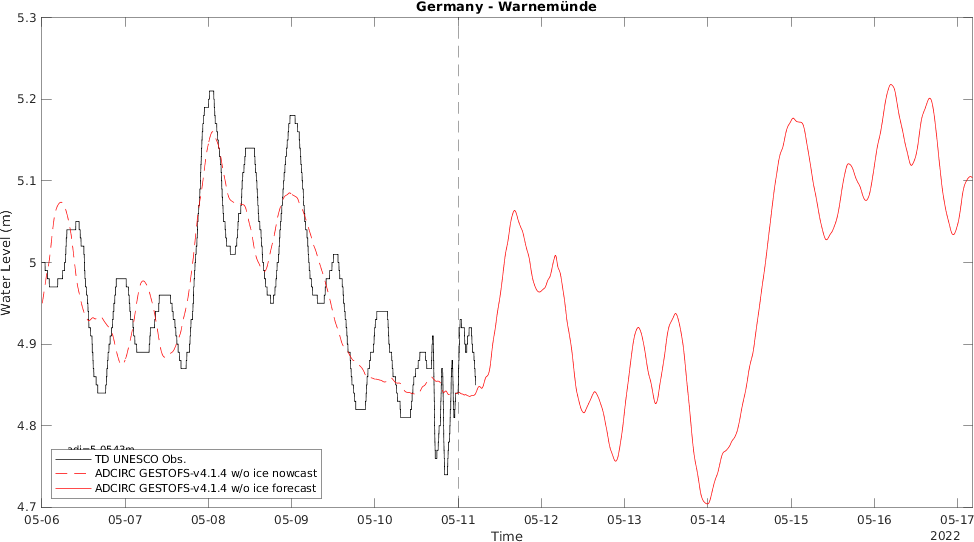 Germany - Warnemünde
5.3
5.2
5.1
5
4.9
4.8
4.7
Water Level (m)
adj=5.0543m
TD UNESCO Obs.
ADCIRC GESTOFS-v4.1.4 w/o ice nowcast
ADCIRC GESTOFS-v4.1.4 w/o ice forecast
05-06 05-07 05-08 05-09 05-10 05-11 05-12 05-13 05-14 05-15 05-16 05-17
Time
2022